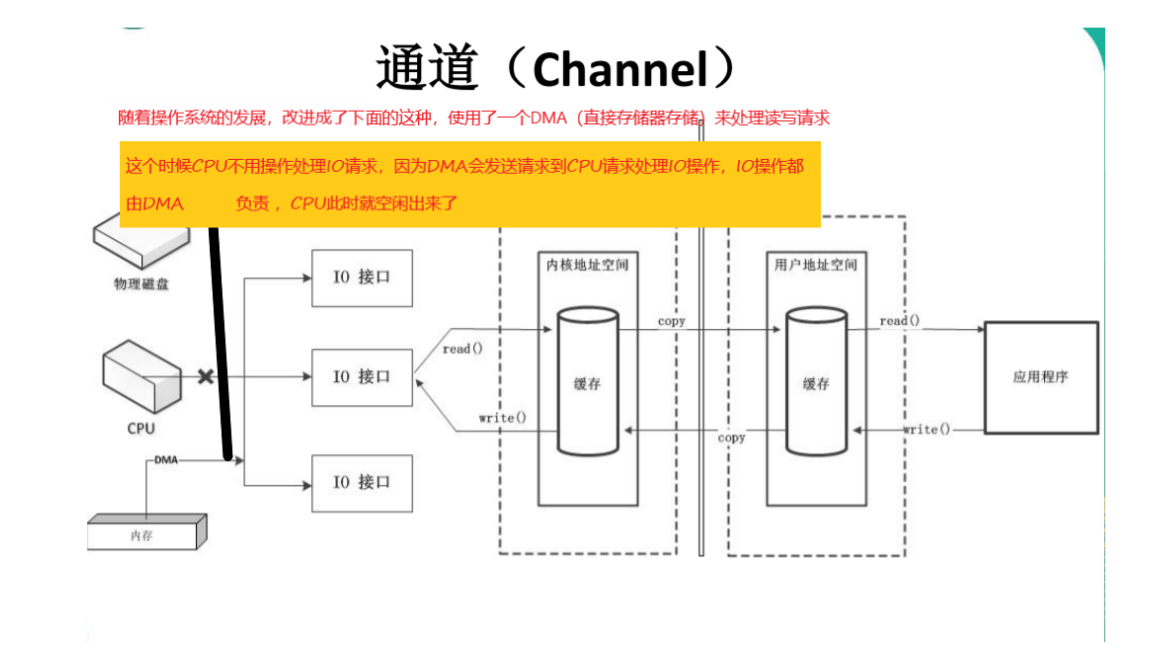 通道（Channel）
随着操作系统的发展，改进成了下面的这种，使用了一个DMA（直接存储器存储）来处理读写请求
这个时候CPU不用操作处理IO请求，因为DMA会发送请求到CPU请求处理IO操作，IO操作都
由DMA 负责 ，CPU此时就空闲出来了
物理磁盘
IO 接口
内核地址空间
用户地址空间
copy
read()
read()
CPU
IO 接口
缓存
缓存
应用程序
write()
copy
write()
DMA
IO 接口
内存